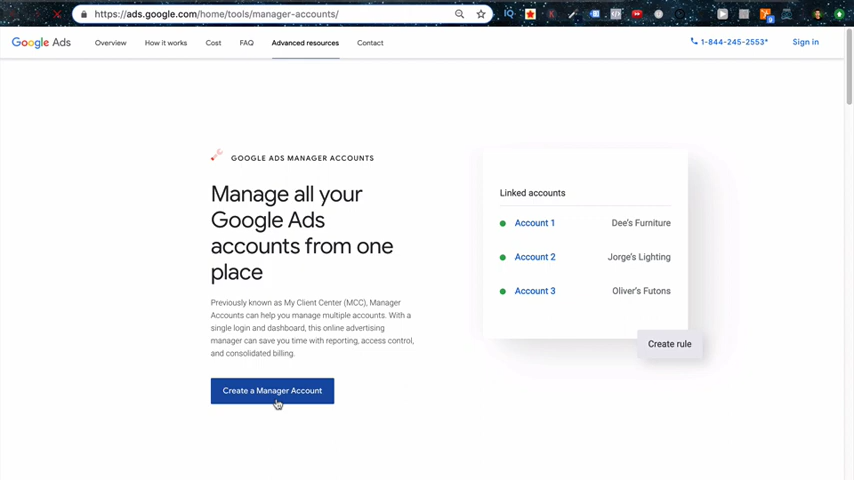 https://ads.google.com/home/tools/manager-accounts/
Google Ads
Overview
How it works
Cost
FAQ
Advanced resources
Contact
1-844-245-2553*
Sign in
GOOGLE ADS MANAGER ACCOUNTS
Manage all your
Google Ads
accounts from one
place
Previously known as My Client Center (MCC), Manager
Accounts can help you manage multiple accounts. With a
single login and dashboard, this online advertising
manager can save you time with reporting, access control,
and consolidated billing.
Create a Manager Account
Linked accounts
Account 1 Dee's Furniture
Account 2 Jorge's Lighting
Account 3 Oliver's Futons
Create rule